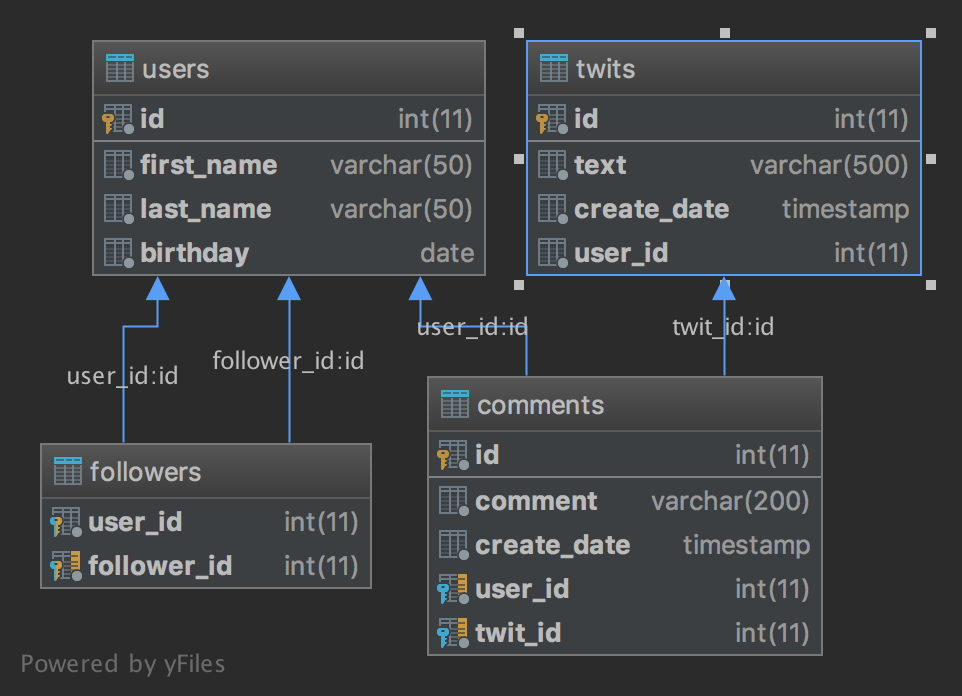 users
id int(11)
first_name varchar(50)
last_name varchar(50)
birthday date
twits
id int(11)
text varchar(500)
create_date timestamp
user_id int(11)
user_id:id
follower_id:id
user_id:id
twit_id:id
followers
user_id int(11)
follower_id int(11)
comments
id int(11)
comment varchar(200)
create_date timestamp
user_id int(11)
twit_id int(11)
Powered by yFiles